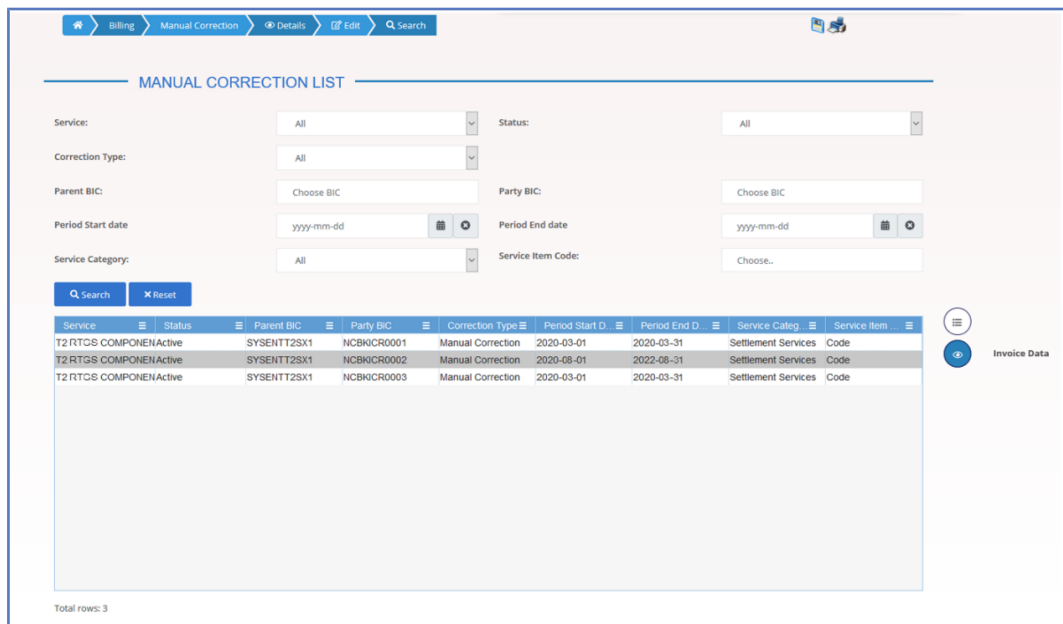 Billing Manual Correction Details Edit Search
MANUAL CORRECTION LIST
Service: All Status: All
Correction Type: All
Parent BIC: Choose BIC Party BIC: Choose BIC
Period Start date yyyy-mm-dd Period End date yyyy-mm-dd
Service Category: All Service Item Code: Choose..
Search Reset
Service Status Parent BIC Party BIC Correction Type Period Start D... Period End D... Service Categ... Service Item ...
T2 RTGS COMPONEN Active SYSENTT2SX1 NCBKICR0001 Manual Correction 2020-03-01 2020-03-31 Settlement Services Code
T2 RTGS COMPONEN Active SYSENTT2SX1 NCBKICR0002 Manual Correction 2020-08-01 2022-08-31 Settlement Services Code
T2 RTGS COMPONEN Active SYSENTT2SX1 NCBKICR0003 Manual Correction 2020-03-01 2020-03-31 Settlement Services Code
Invoice Data
Total rows: 3